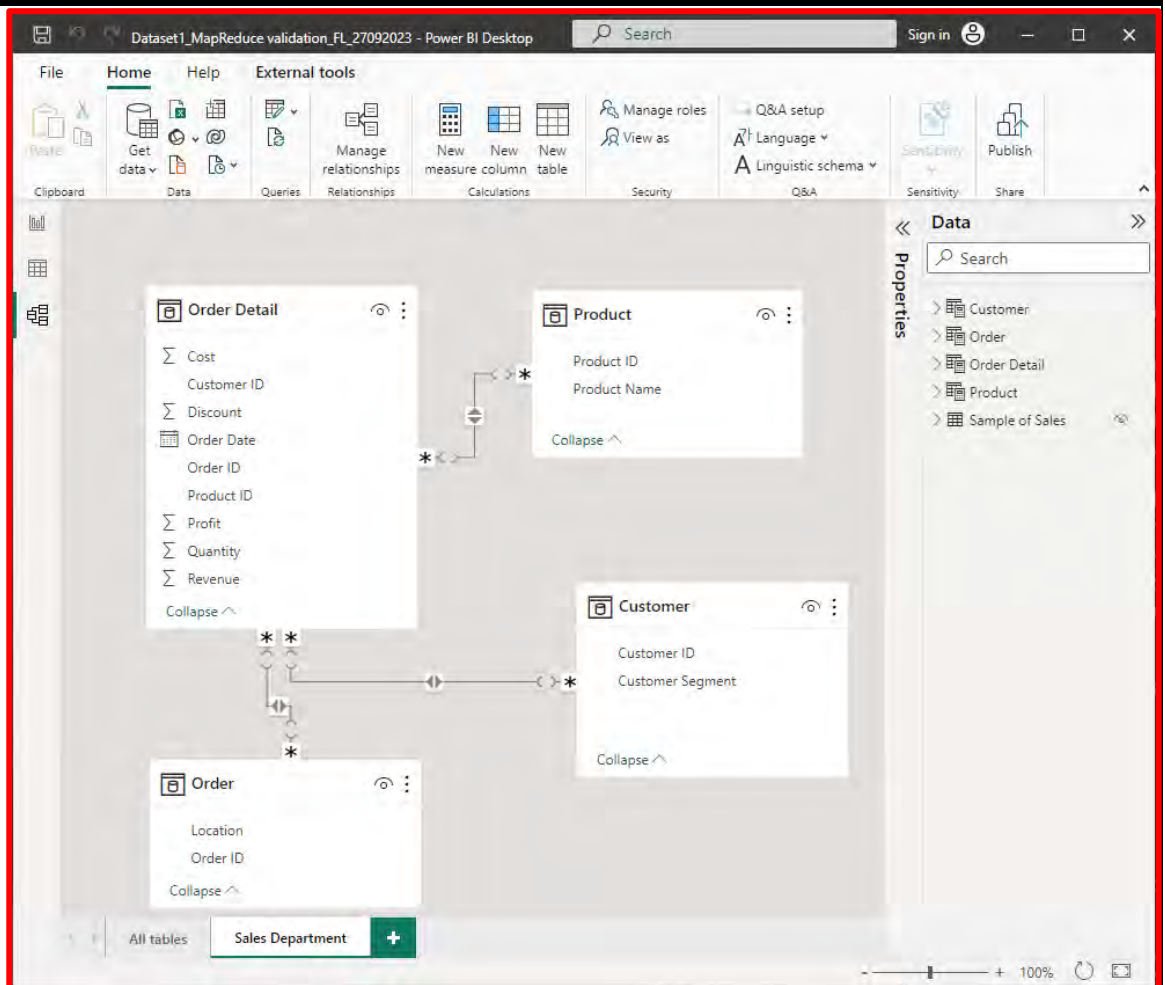 Dataset1_MapReduce validation_FL_27092023 - Power BI Desktop
Search
Sign in
File Home Help External tools
Paste
Get data
Manage relationships
New measure
New column
New table
Manage roles
View as
Q&A setup
Language
Linguistic schema
Sensitivity
Publish
Clipboard Data Queries Relationships Calculations Security Q&A Sensitivity Share
Order Detail
Σ Cost
Customer ID
Σ Discount
Order Date
Order ID
Product ID
Σ Profit
Σ Quantity
Σ Revenue
Collapse
Product
Product ID
Product Name
Collapse
Customer
Customer ID
Customer Segment
Collapse
Order
Location
Order ID
Collapse
Properties
Data
Search
Customer
Order
Order Detail
Product
Sample of Sales
All tables Sales Department +
- + 100%